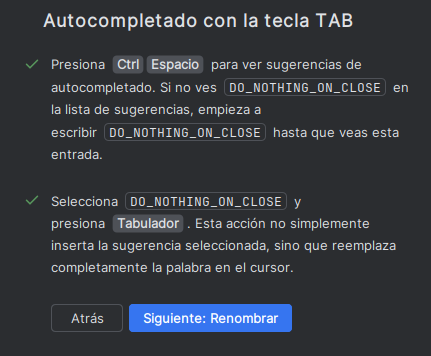 Autocompletado con la tecla TAB
Presiona Ctrl Espacio para ver sugerencias de
autocompletado. Si no ves DO_NOTHING_ON_CLOSE en
la lista de sugerencias, empieza a
escribir DO_NOTHING_ON_CLOSE hasta que veas esta
entrada.
Selecciona DO_NOTHING_ON_CLOSE y
presiona Tabulador. Esta acción no simplemente
inserta la sugerencia seleccionada, sino que reemplaza
completamente la palabra en el cursor.
Atrás Siguiente: Renombrar